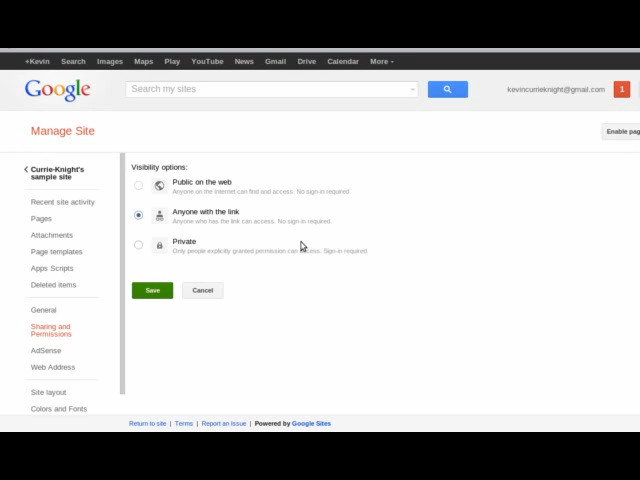 +Kevin Search Images Maps Play YouTube News Gmail Drive Calendar More
Google Search my sites kevincurrieknight@gmail.com 1
Manage Site Enable pag
Currie-Knight's
sample site
Recent site activity
Pages
Attachments
Page templates
Apps Scripts
Deleted items
General
Sharing and
Permissions
AdSense
Web Address
Site layout
Colors and Fonts
Visibility options:
Public on the web
Anyone on the Internet can find and access. No sign-in required.
Anyone with the link
Anyone who has the link can access. No sign-in required.
Private
Only people explicitly granted permission can access. Sign-in required.
Save Cancel
Return to site | Terms | Report an Issue | Powered by Google Sites